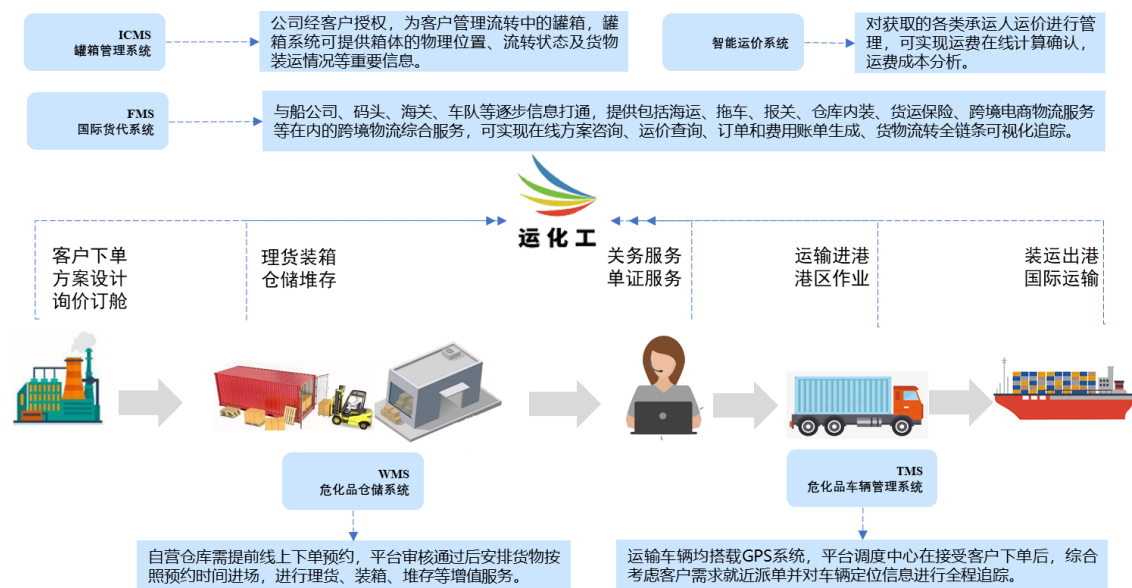 ICMS
罐箱管理系统
公司经客户授权，为客户管理流转中的罐箱，罐
箱系统可提供箱体的物理位置、流转状态及货物
装运情况等重要信息。
智能运价系统
对获取的各类承运人运价进行管
理，可实现运费在线计算确认，
运费成本分析。
FMS
国际货代系统
与船公司、码头、海关、车队等逐步信息打通，提供包括海运、拖车、报关、仓库内装、货运保险、跨境电商物流服务
等在内的跨境物流综合服务，可实现在线方案咨询、运价查询、订单和费用账单生成、货物流转全链条可视化追踪。
运化工
客户下单
方案设计
询价订舱
理货装箱
仓储堆存
关务服务
单证服务
运输进港
港区作业
装运出港
国际运输
WMS
危化品仓储系统
TMS
危化品车辆管理系统
自营仓库需提前线上下单预约，平台审核通过后安排货物按
照预约时间进场，进行理货、装箱、堆存等增值服务。
运输车辆均搭载GPS系统，平台调度中心在接受客户下单后，综合
考虑客户需求就近派单并对车辆定位信息进行全程追踪。